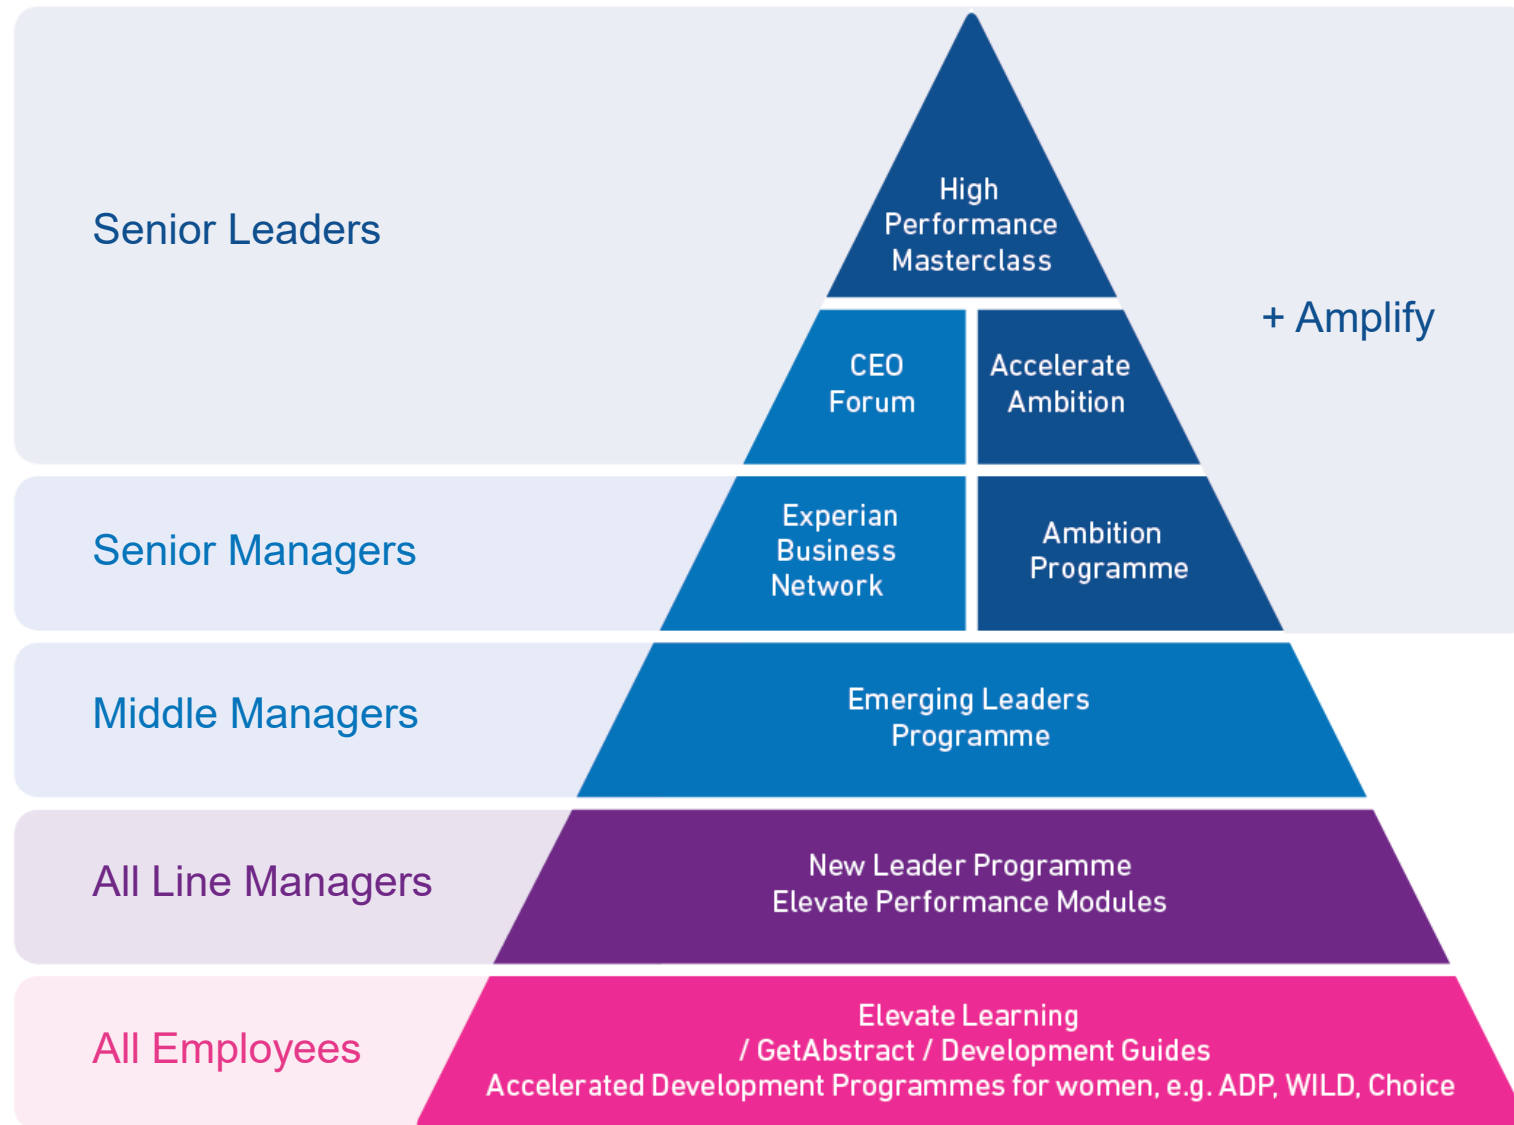 Senior Leaders
High
Performance
Masterclass
+ Amplify
CEO
Forum
Accelerate
Ambition
Senior Managers
Experian
Business
Network
Ambition
Programme
Middle Managers
Emerging Leaders
Programme
All Line Managers
New Leader Programme
Elevate Performance Modules
All Employees
Elevate Learning
/ GetAbstract / Development Guides
Accelerated Development Programmes for women, e.g. ADP, WILD, Choice